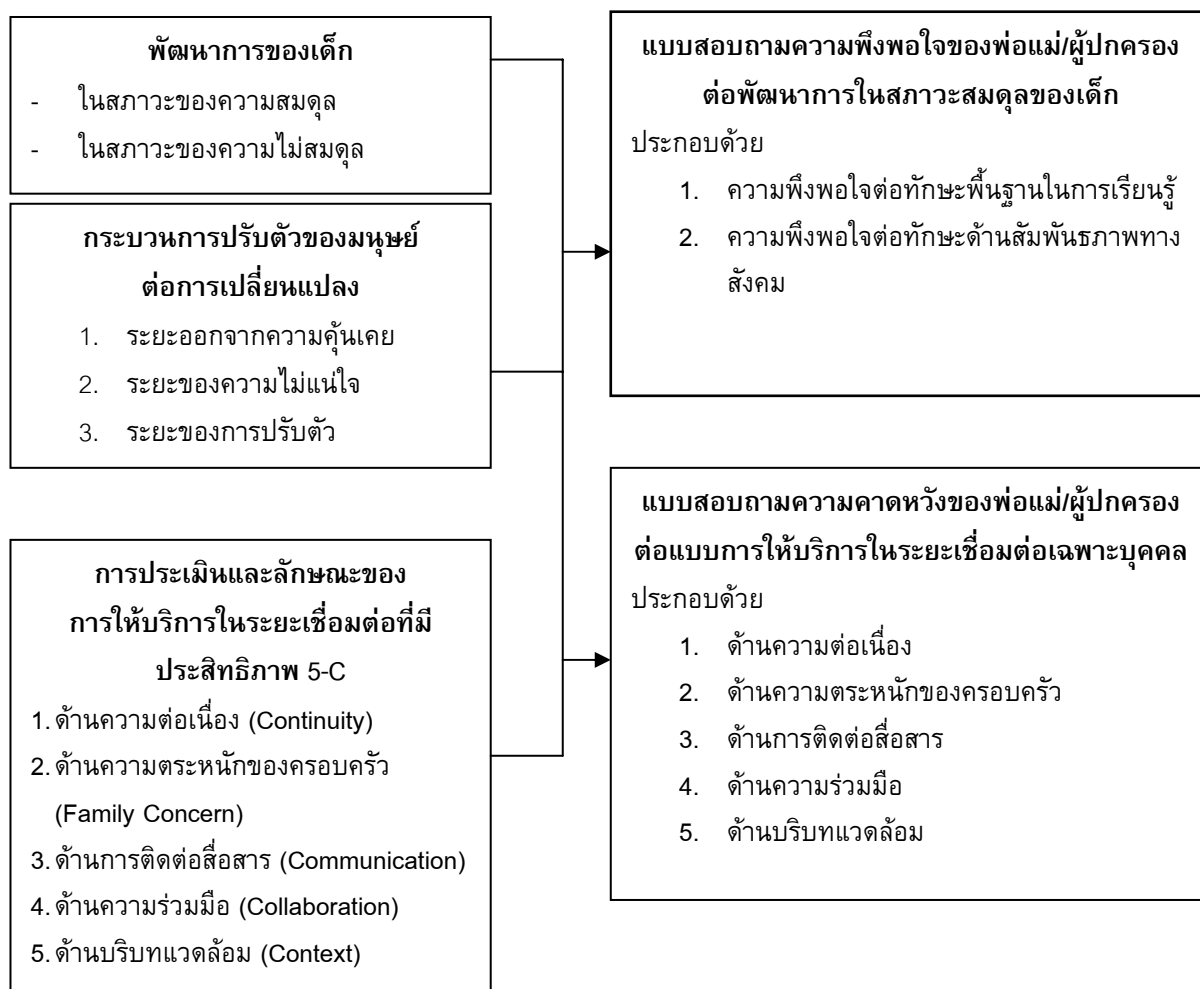 พัฒนาการของเด็ก
- ในสภาวะของความสมดุล
- ในสภาวะของความไม่สมดุล
กระบวนการปรับตัวของมนุษย์
ต่อการเปลี่ยนแปลง
1. ระยะออกจากความคุ้นเคย
2. ระยะของความไม่แน่ใจ
3. ระยะของการปรับตัว
การประเมินและลักษณะของ
การให้บริการในระยะเชื่อมต่อที่มี
ประสิทธิภาพ 5-C
1. ด้านความต่อเนื่อง (Continuity)
2. ด้านความตระหนักของครอบครัว
(Family Concern)
3. ด้านการติดต่อสื่อสาร (Communication)
4. ด้านความร่วมมือ (Collaboration)
5. ด้านบริบทแวดล้อม (Context)
แบบสอบถามความพึงพอใจของพ่อแม่/ผู้ปกครอง
ต่อพัฒนาการในสภาวะสมดุลของเด็ก
ประกอบด้วย
1. ความพึงพอใจต่อทักษะพื้นฐานในการเรียนรู้
2. ความพึงพอใจต่อทักษะด้านสัมพันธภาพทาง
สังคม
แบบสอบถามความคาดหวังของพ่อแม่/ผู้ปกครอง
ต่อแบบการให้บริการในระยะเชื่อมต่อเฉพาะบุคคล
ประกอบด้วย
1. ด้านความต่อเนื่อง
2. ด้านความตระหนักของครอบครัว
3. ด้านการติดต่อสื่อสาร
4. ด้านความร่วมมือ
5. ด้านบริบทแวดล้อม